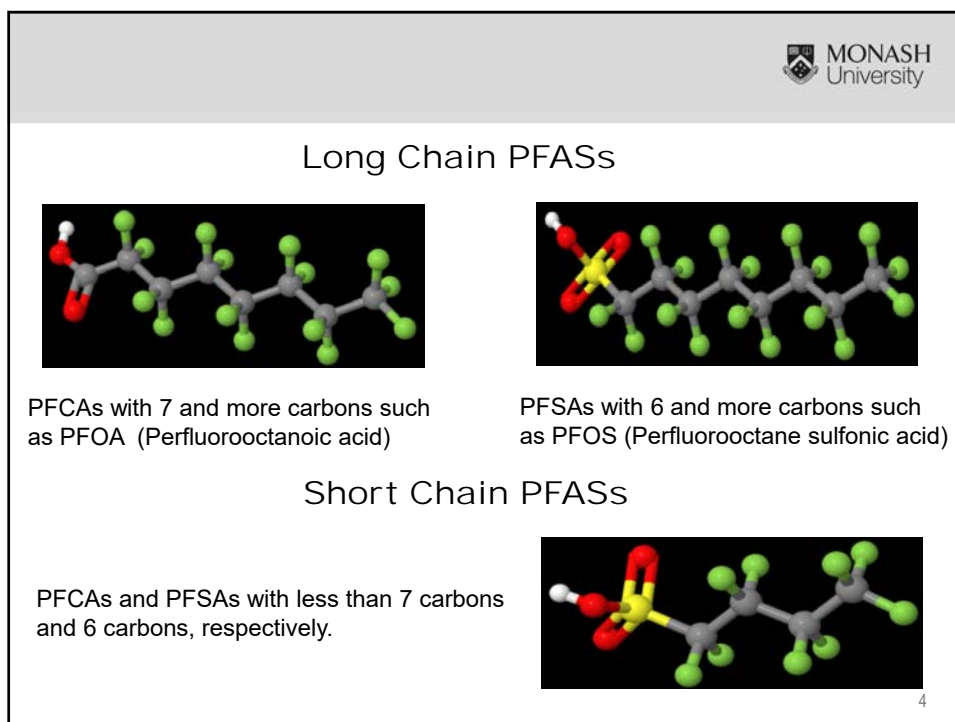 MONASH
University
Long Chain PFASs
PFCAs with 7 and more carbons such
as PFOA (Perfluorooctanoic acid)
PFSAs with 6 and more carbons such
as PFOS (Perfluorooctane sulfonic acid)
Short Chain PFASs
PFCAs and PFSAs with less than 7 carbons
and 6 carbons, respectively.
4